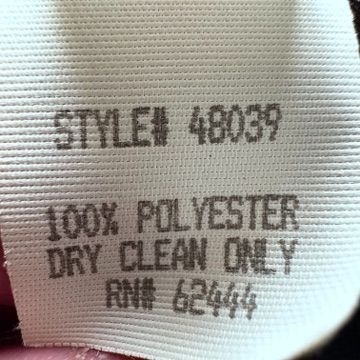 STYLE# 48039
100% POLYESTER
DRY CLEAN ONLY
RN# 62444